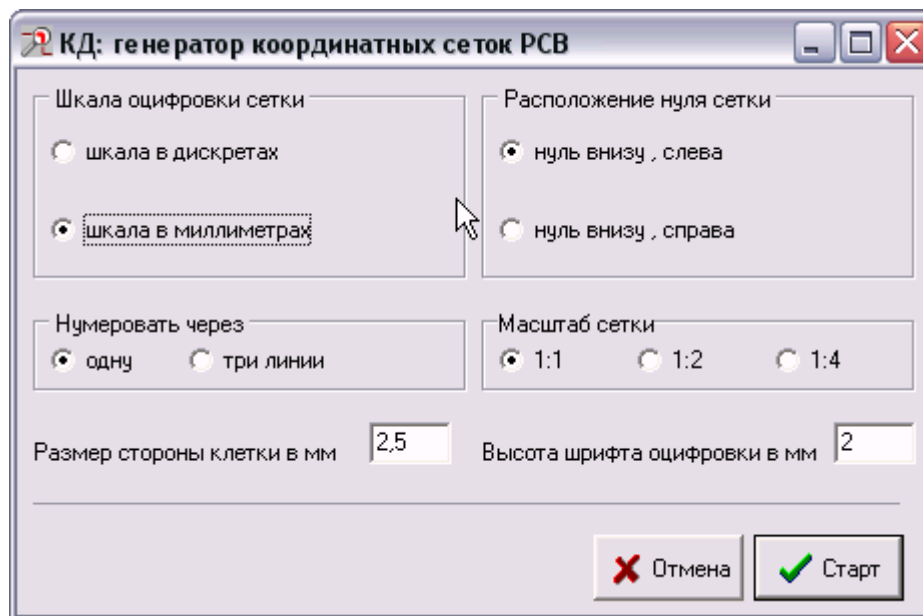 КД: генератор координатных сеток PCB
Шкала оцифровки сетки
шкала в дискретах
шкала в миллиметрах
Расположение нуля сетки
нуль внизу , слева
нуль внизу , справа
Нумеровать через
одну три линии
Масштаб сетки
1:1 1:2 1:4
Размер стороны клетки в мм 2,5
Высота шрифта оцифровки в мм 2
Отмена
Старт